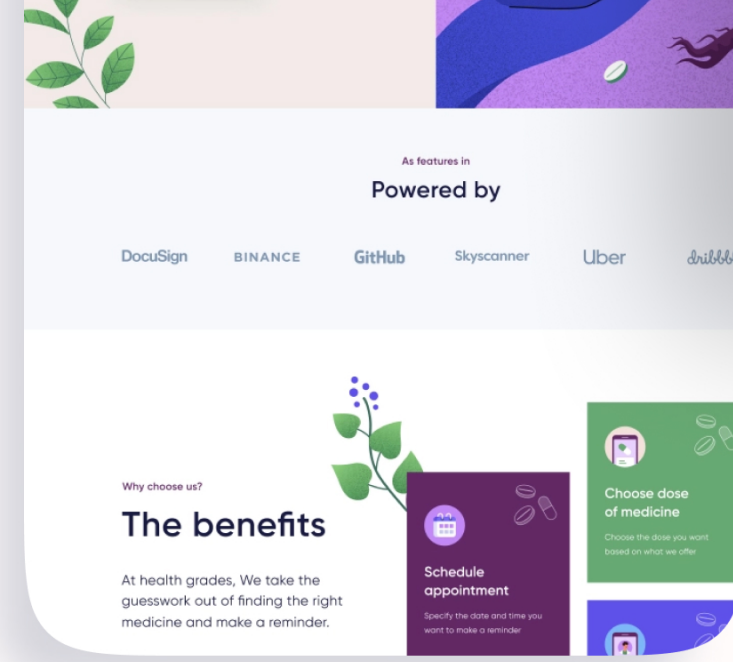 As features in
Powered by
DocuSign BINANCE GitHub Skyscanner Uber
Why choose us?
The benefits
At health grades, We take the
guesswork out of finding the right
medicine and make a reminder.
Schedule
appointment
Specify the date and time you
want to make a reminder
Choose dose
of medicine
Choose the dose you want
based on what we offer